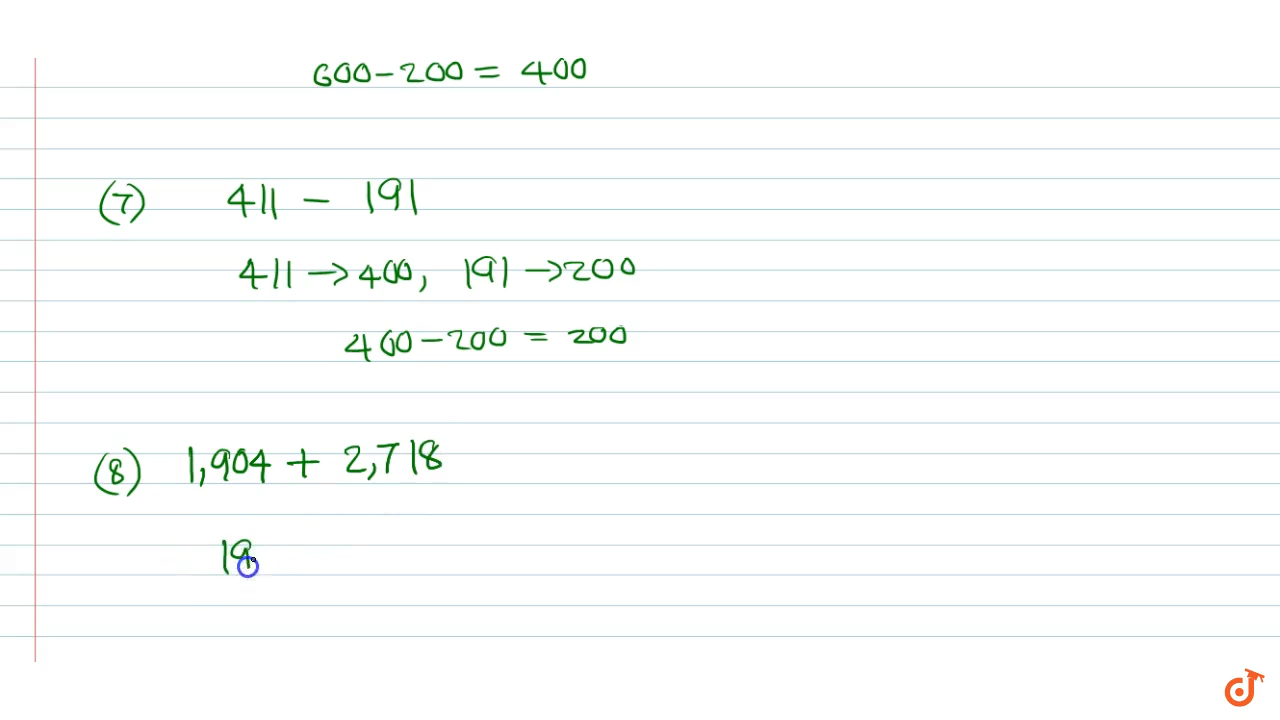 600-200 = 400
(7) 411 - 191
411 → 400, 191 → 200
400-200 = 200
(8) 1,904 + 2,718
19